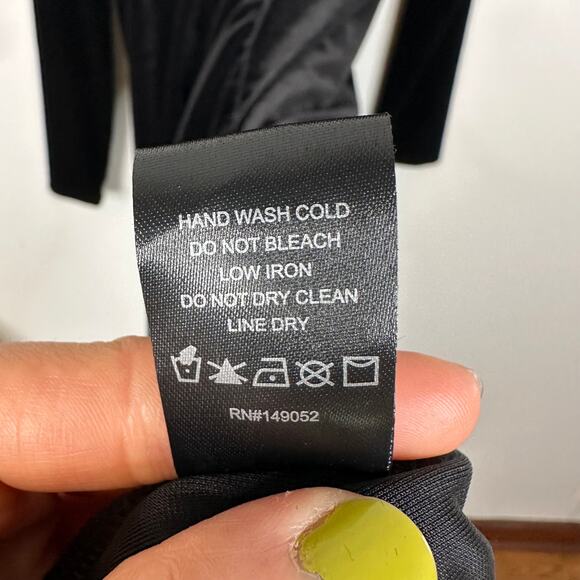 HAND WASH COLD
DO NOT BLEACH
LOW IRON
DO NOT DRY CLEAN
LINE DRY
RN#149052